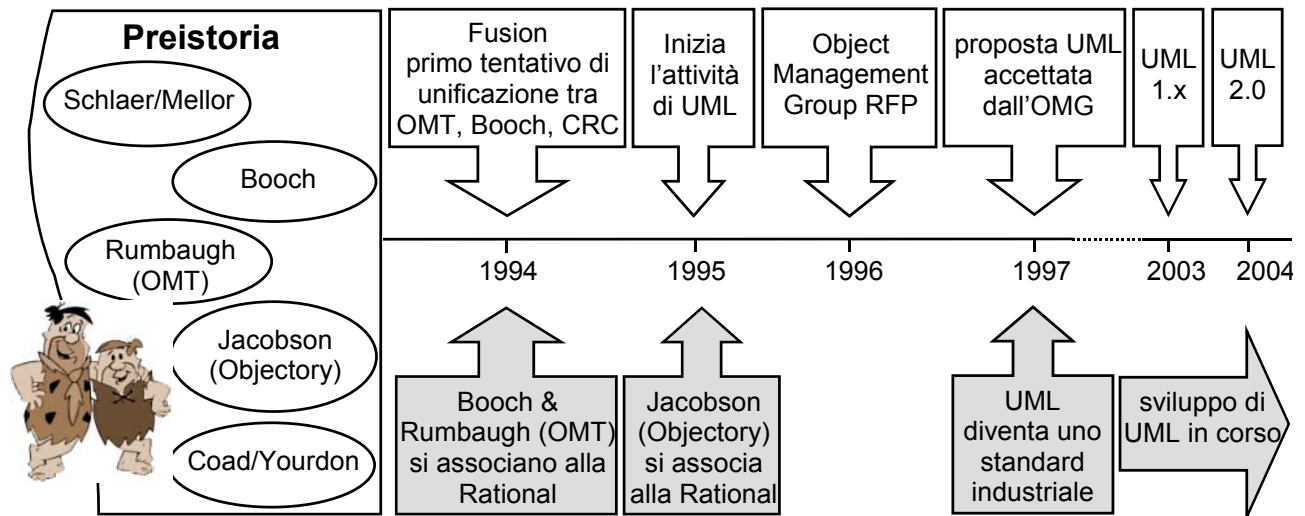 Preistoria
Schlaer/Mellor
Booch
Rumbaugh
(OMT)
Jacobson
(Objectory)
Coad/Yourdon
Fusion
primo tentativo di
unificazione tra
OMT, Booch, CRC
Inizia
l'attività
di UML
Object
Management
Group RFP
proposta UML
accettata
dall'OMG
UML
1.x
UML
2.0
1994
1995
1996
1997
2003
2004
Booch &
Rumbaugh (OMT)
si associano alla
Rational
Jacobson
(Objectory)
si associa
alla Rational
UML
diventa uno
standard
industriale
sviluppo di
UML in corso